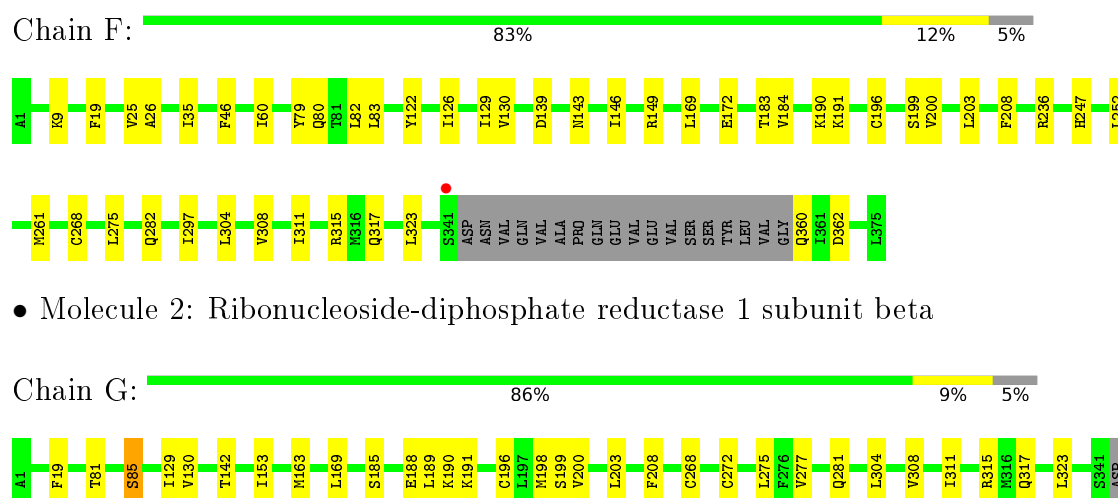 Chain F:
83% 12% 5%
A1 K9 F19 V25 A26 I35 F46 I60 Y79 Q80 T81 L82 L83 Y122 I126 I129 V130 D139 N143 I146 R149 L169 E172 T183 V184 K190 K191 C196 S199 V200 L203 F208 R236 H247
M261 C268 L275 Q282 I297 L304 V308 I311 R315 M316 Q317 L323 S341 ASP ASN VAL GLN VAL ALA PRO GLN GLU VAL GLU VAL SER SER TYR LEU VAL GLY Q360 I361 D362 L375
• Molecule 2: Ribonucleoside-diphosphate reductase 1 subunit beta
Chain G:
86% 9% 5%
A1 F19 T81 S85 I129 V130 T142 I153 M163 L169 S185 E188 L189 K190 K191 C196 L197 M198 S199 V200 L203 F208 C268 C272 L275 F276 V277 Q281 L304 V308 I311 R315 M316 Q317 L323 S341